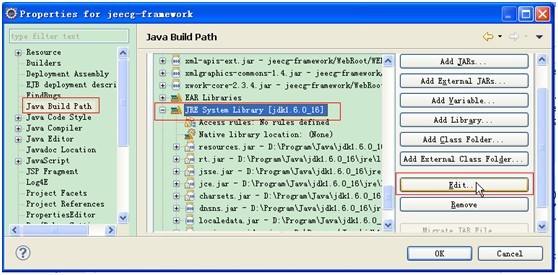 Properties for jeecg-framework
type filter text
Resource
Builders
Deployment Assembly
EJB deployment descri
FindBugs
Java Build Path
Java Code Style
Java Compiler
Java Editor
Javadoc Location
JavaScript
JSP Fragment
Log4E
Project Facets
Project References
PropertiesEditor
Java Build Path
xml-apis-ext.jar - jeecg-framework/WebRoot/WE
xmlgraphics-commons-1.4.jar - jeecg-framework
xwork-core-2.3.4.jar - jeecg-framework/WebRoo
EAR Libraries
JRE System Library [jdk1.6.0_16]
Access rules: No rules defined
Native library location: (None)
resources.jar - D:\Program\Java\jdk1.6.0_16
rt.jar - D:\Program\Java\jdk1.6.0_16\jre\l
jsse.jar - D:\Program\Java\jdk1.6.0_16\jre
jce.jar - D:\Program\Java\jdk1.6.0_16\jre\
charsets.jar - D:\Program\Java\jdk1.6.0_16
dnsns.jar - D:\Program\Java\jdk1.6.0_16\jr
localedata.jar - D:\Program\Java\jdk1.6.0
Add JARs...
Add External JARs...
Add Variable...
Add Library...
Add Class Folder...
Add External Class Folder...
Edit...
Remove
Migrate JAR File
OK
Cancel